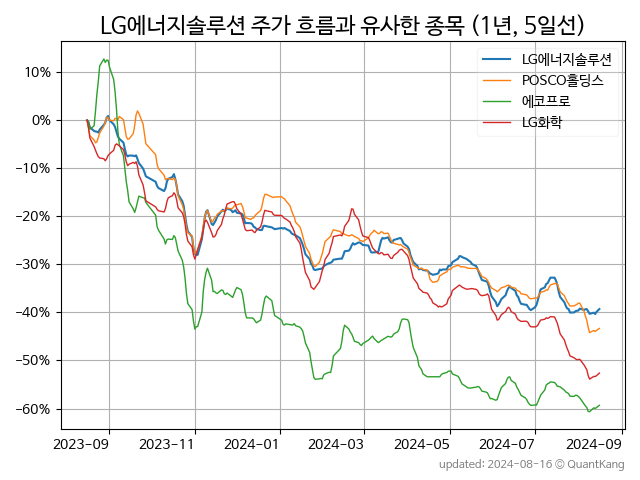 LG에너지솔루션 주가 흐름과 유사한 종목 (1년, 5일선)
LG에너지솔루션
POSCO홀딩스
에코프로
LG화학
10%
0%
−10%
−20%
−30%
−40%
−50%
−60%
2023-09
2023-11
2024-01
2024-03
2024-05
2024-07
2024-09
updated: 2024-08-16 © QuantKang